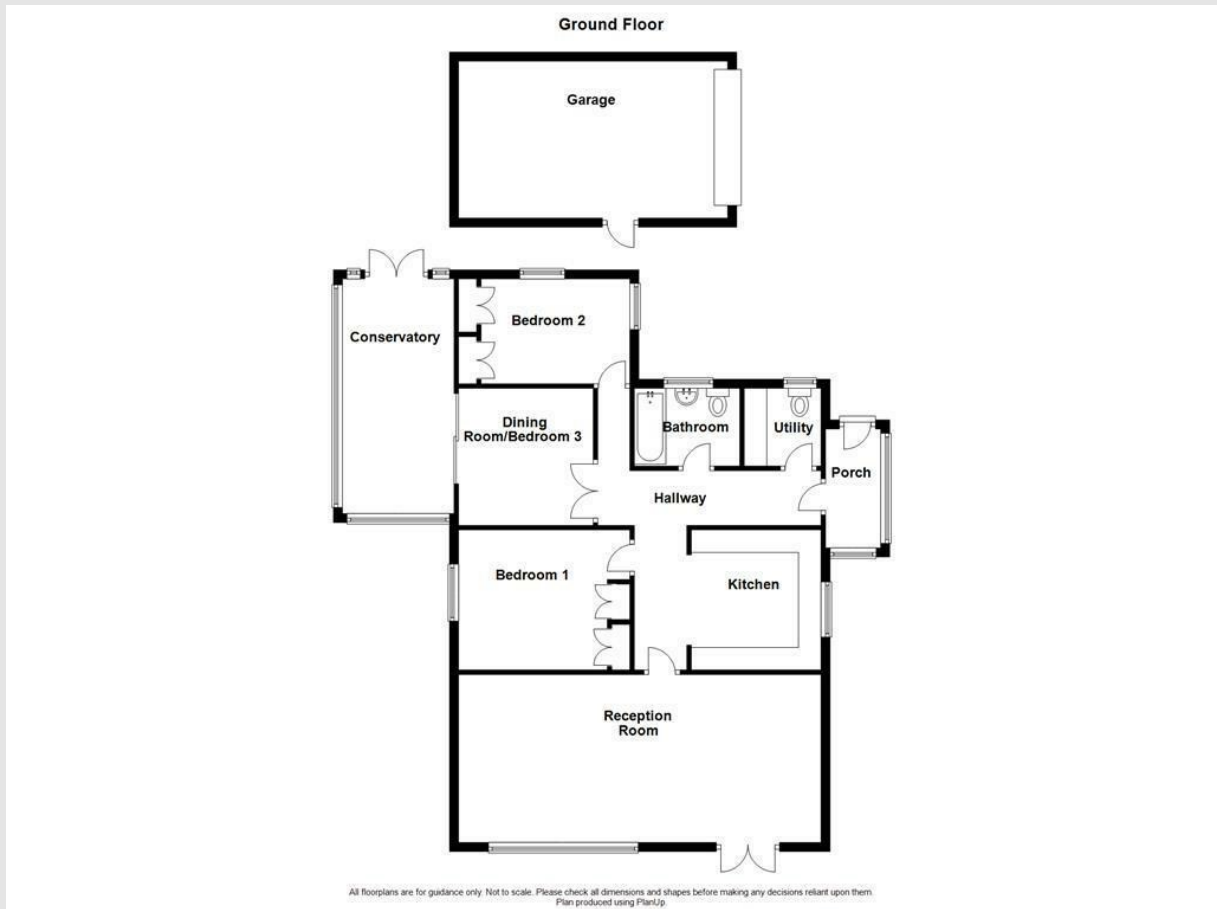 Ground Floor
Garage
Conservatory
Bedroom 2
Dining
Room/Bedroom 3
Bathroom
Utility
Porch
Hallway
Bedroom 1
Kitchen
Reception
Room
All floorplans are for guidance only. Not to scale. Please check all dimensions and shapes before making any decisions reliant upon them.
Plan produced using PlanUp.